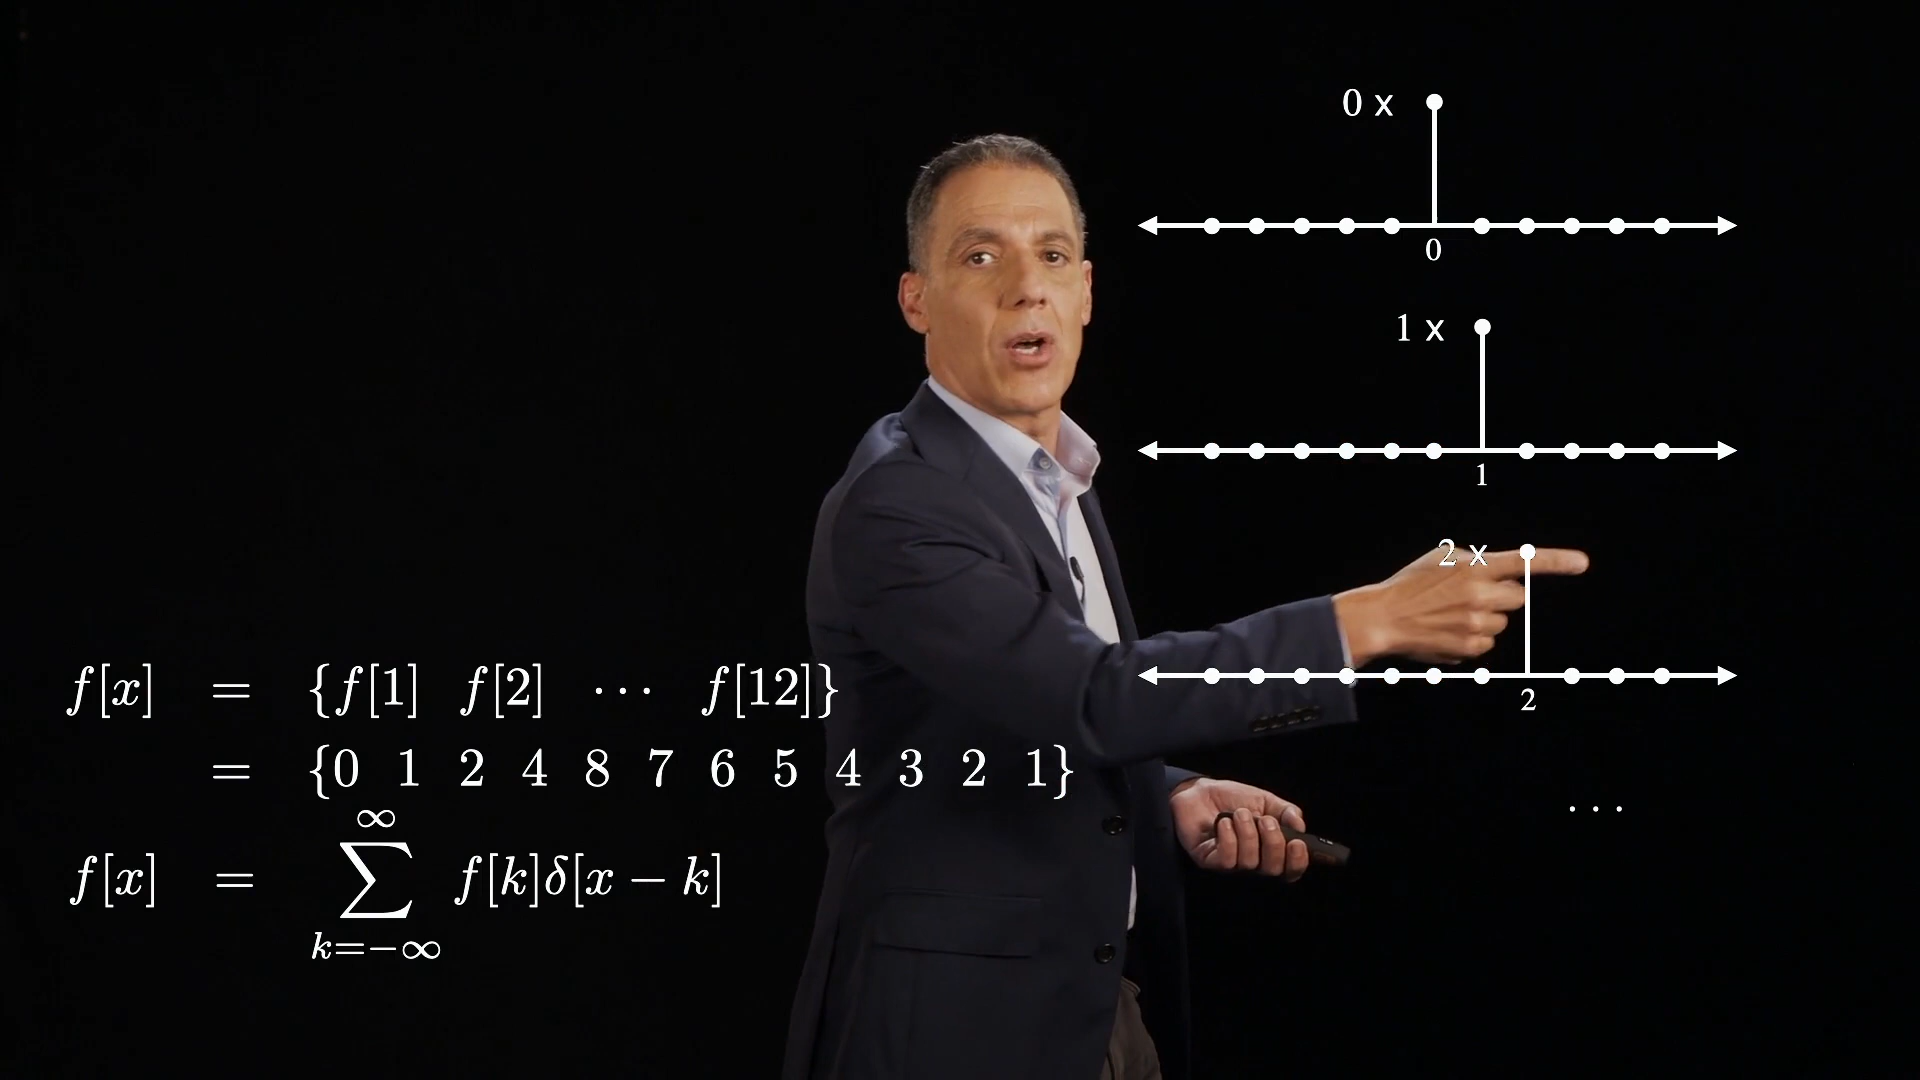 0 x
0
1 x
1
2 x
2
...
f[x] = {f[1] f[2] ⋯ f[12]}
= {0 1 2 4 8 7 6 5 4 3 2 1}
f[x] = ∑_{k=−∞}^{∞} f[k]δ[x − k]